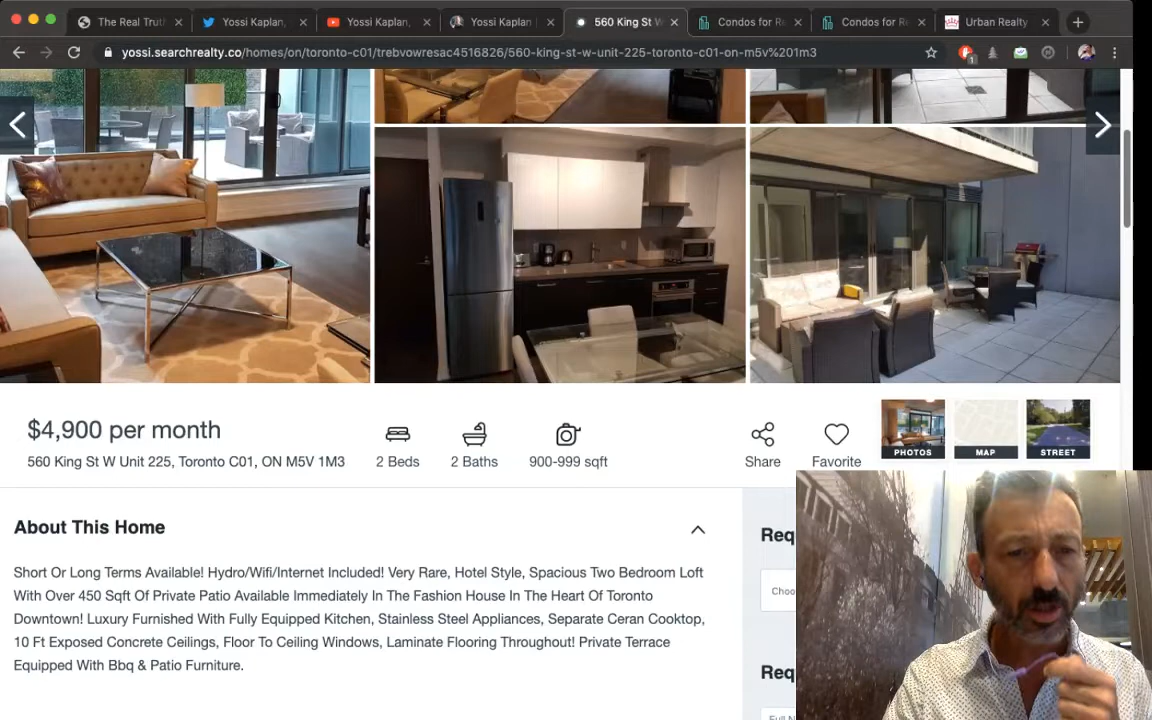 The Real Truth
Yossi Kaplan,
Yossi Kaplan,
Yossi Kaplan
560 King St W
Condos for Re
Condos for Re
Urban Realty
yossi.searchrealty.co/homes/on/toronto-c01/trebvowresac4516826/560-king-st-w-unit-225-toronto-c01-on-m5v%201m3
1
$4,900 per month
560 King St W Unit 225, Toronto C01, ON M5V 1M3
2 Beds
2 Baths
900-999 sqft
Share
Favorite
PHOTOS
MAP
STREET
About This Home
Short Or Long Terms Available! Hydro/Wifi/Internet Included! Very Rare, Hotel Style, Spacious Two Bedroom Loft
With Over 450 Sqft Of Private Patio Available Immediately In The Fashion House In The Heart Of Toronto
Downtown! Luxury Furnished With Fully Equipped Kitchen, Stainless Steel Appliances, Separate Ceran Cooktop,
10 Ft Exposed Concrete Ceilings, Floor To Ceiling Windows, Laminate Flooring Throughout! Private Terrace
Equipped With Bbq & Patio Furniture.
Req
Choo
Req
Full N